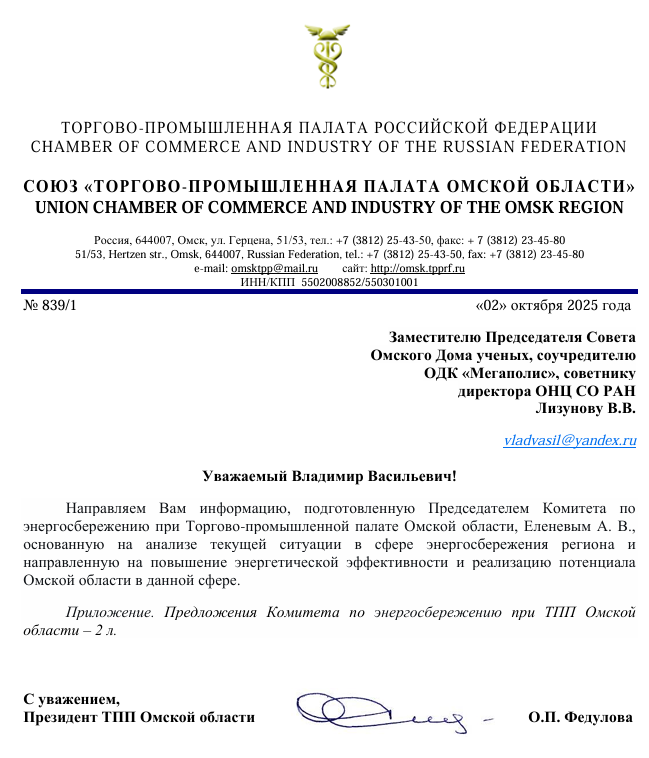 ТОРГОВО-ПРОМЫШЛЕННАЯ ПАЛАТА РОССИЙСКОЙ ФЕДЕРАЦИИ
CHAMBER OF COMMERCE AND INDUSTRY OF THE RUSSIAN FEDERATION
СОЮЗ «ТОРГОВО-ПРОМЫШЛЕННАЯ ПАЛАТА ОМСКОЙ ОБЛАСТИ»
UNION CHAMBER OF COMMERCE AND INDUSTRY OF THE OMSK REGION
Россия, 644007, Омск, ул. Герцена, 51/53, тел.: +7 (3812) 25-43-50, факс: + 7 (3812) 23-45-80
51/53, Hertzen str., Omsk, 644007, Russian Federation, tel.: +7 (3812) 25-43-50, fax: +7 (3812) 23-45-80
e-mail: omsktpp@mail.ru сайт: http://omsk.tpprf.ru
ИНН/КПП 5502008852/550301001
№ 839/1 «02» октября 2025 года
Заместителю Председателя Совета
Омского Дома ученых, соучредителю
ОДК «Мегаполис», советнику
директора ОНЦ СО РАН
Лизунову В.В.
vladvasil@yandex.ru
Уважаемый Владимир Васильевич!
Направляем Вам информацию, подготовленную Председателем Комитета по
энергосбережению при Торгово-промышленной палате Омской области, Еленевым А. В.,
основанную на анализе текущей ситуации в сфере энергосбережения региона и
направленную на повышение энергетической эффективности и реализацию потенциала
Омской области в данной сфере.
Приложение. Предложения Комитета по энергосбережению при ТПП Омской
области – 2 л.
С уважением,
Президент ТПП Омской области О.П. Федулова